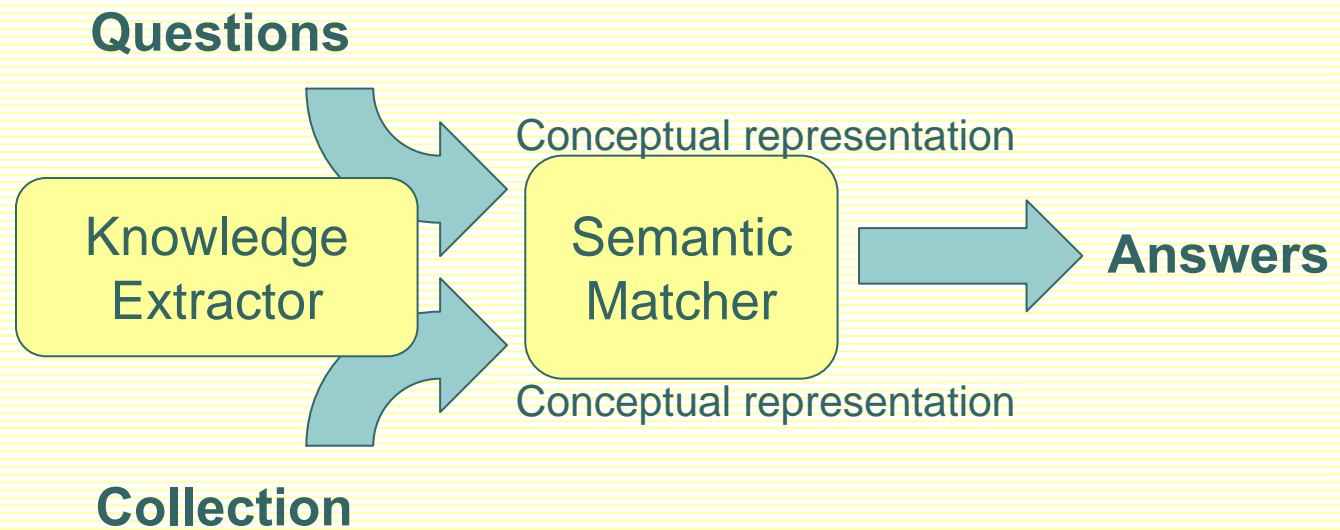 Questions
Conceptual representation
Knowledge
Extractor
Semantic
Matcher
Answers
Conceptual representation
Collection